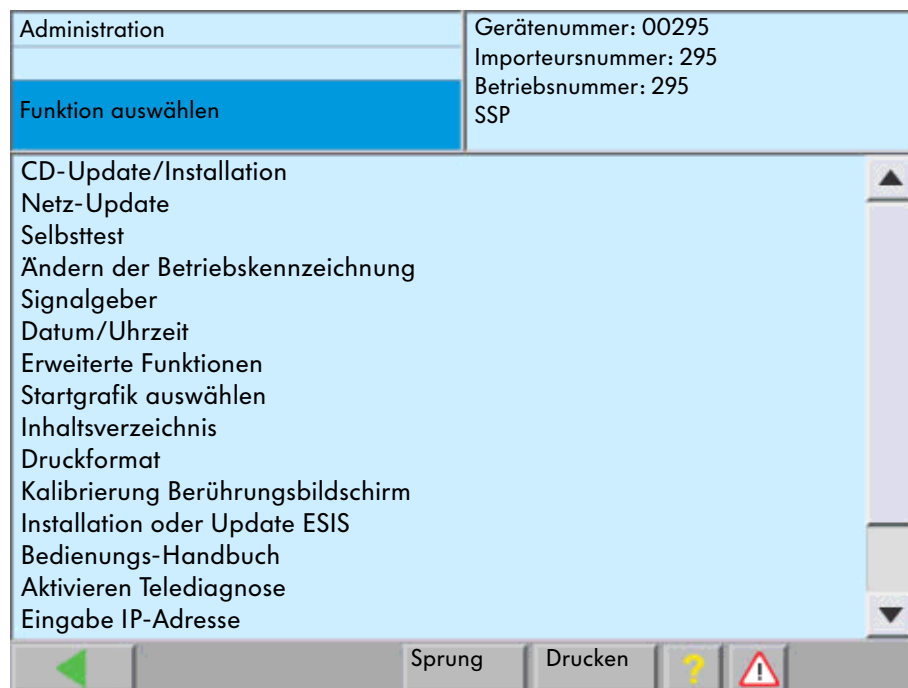 Administration
Funktion auswählen
Gerätenummer: 00295
Importeursnummer: 295
Betriebsnummer: 295
SSP
CD-Update/Installation
Netz-Update
Selbsttest
Ändern der Betriebskennzeichnung
Signalgeber
Datum/Uhrzeit
Erweiterte Funktionen
Startgrafik auswählen
Inhaltsverzeichnis
Druckformat
Kalibrierung Berührungsbildschirm
Installation oder Update ESIS
Bedienungs-Handbuch
Aktivieren Telediagnose
Eingabe IP-Adresse
Sprung
Drucken
?
!